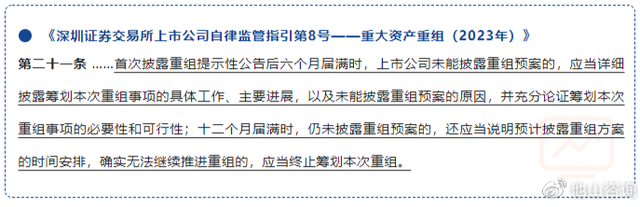 《深圳证券交易所上市公司自律监管指引第8号——重大资产重组（2023年）》
第二十一条 ……首次披露重组提示性公告后六个月届满时，上市公司未能披露重组预案的，应当详细
披露筹划本次重组事项的具体工作、主要进展，以及未能披露重组预案的原因，并充分论证筹划本次
重组事项的必要性和可行性；十二个月届满时，仍未披露重组预案的，还应当说明预计披露重组方案
的时间安排，确实无法继续推进重组的，应当终止筹划本次重组。
@他山咨询